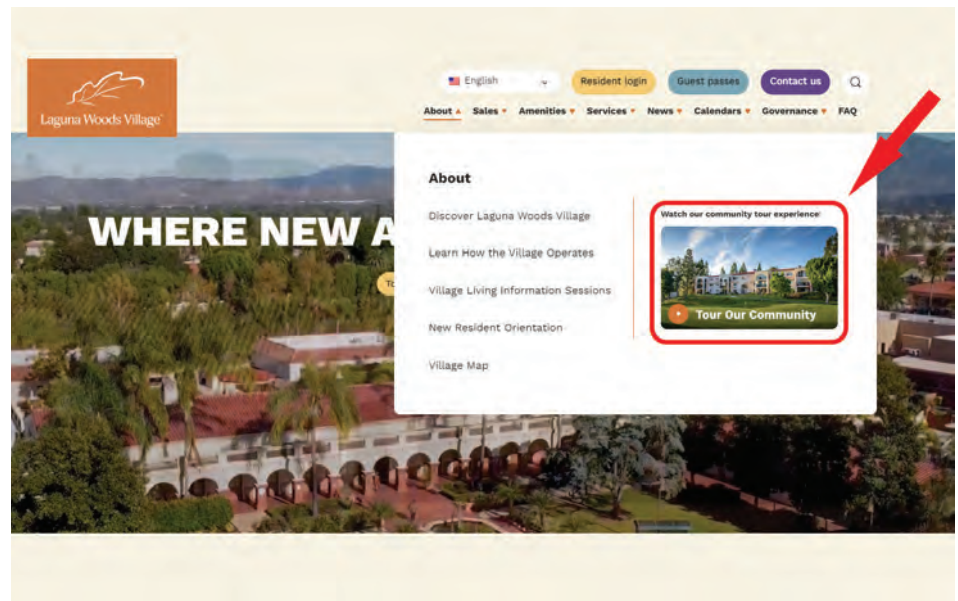 English
Resident login
Guest passes
Contact us
Laguna Woods Village
About Sales Amenities Services News Calendars Governance FAQ
About
Discover Laguna Woods Village
Watch our community tour experience!
WHERE NEW A
Learn How the Village Operates
To
Village Living Information Sessions
Tour Our Community
New Resident Orientation
Village Map